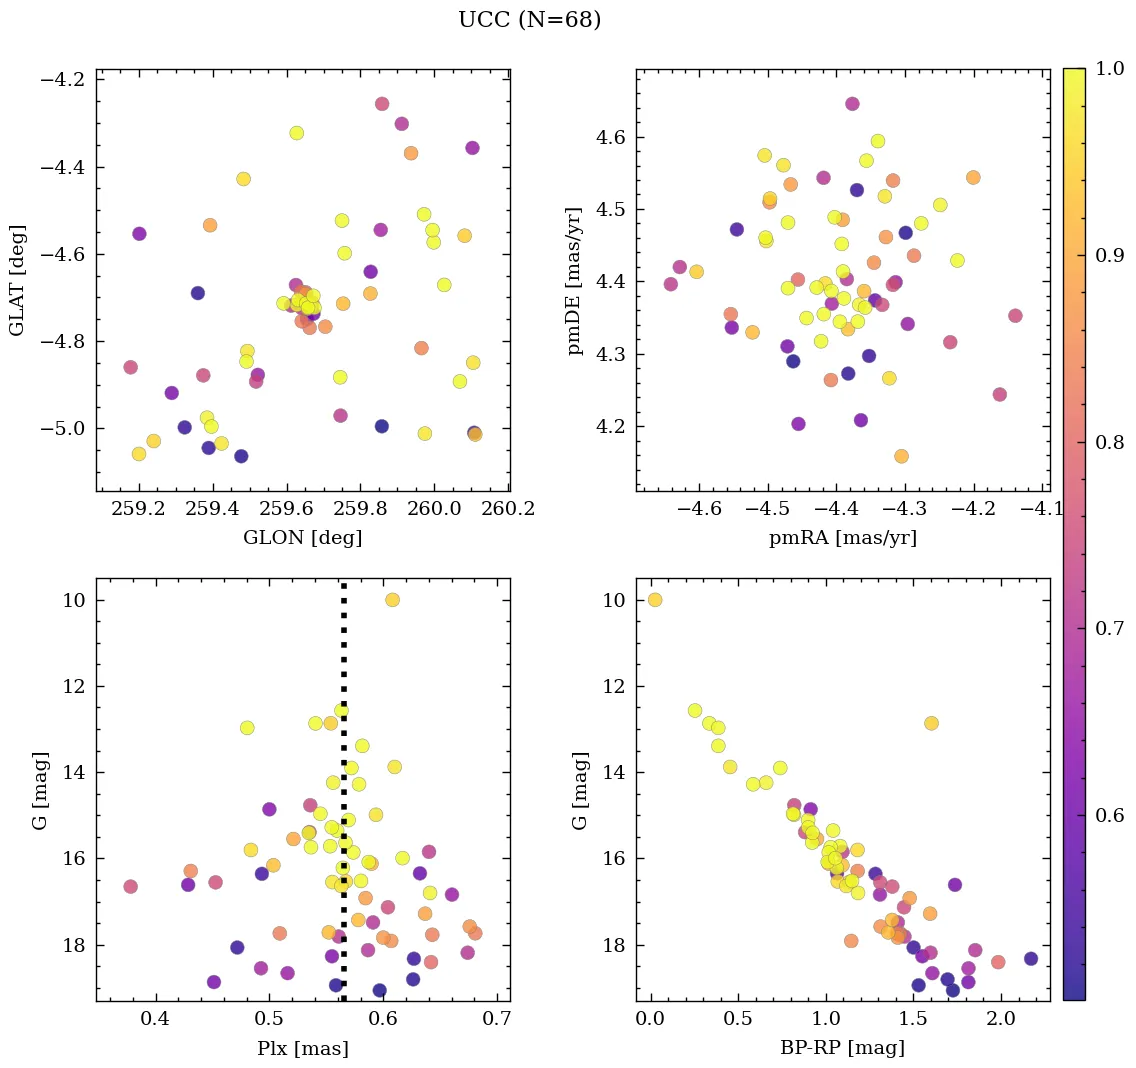 UCC (N=68)
−4.2
−4.4
−4.6
−4.8
−5.0
GLAT [deg]
259.2 259.4 259.6 259.8 260.0 260.2
GLON [deg]
4.6
4.5
4.4
4.3
4.2
pmDE [mas/yr]
−4.6 −4.5 −4.4 −4.3 −4.2 −4.1
pmRA [mas/yr]
10
12
14
16
18
G [mag]
0.4 0.5 0.6 0.7
Plx [mas]
10
12
14
16
18
G [mag]
0.0 0.5 1.0 1.5 2.0
BP-RP [mag]
1.0
0.9
0.8
0.7
0.6